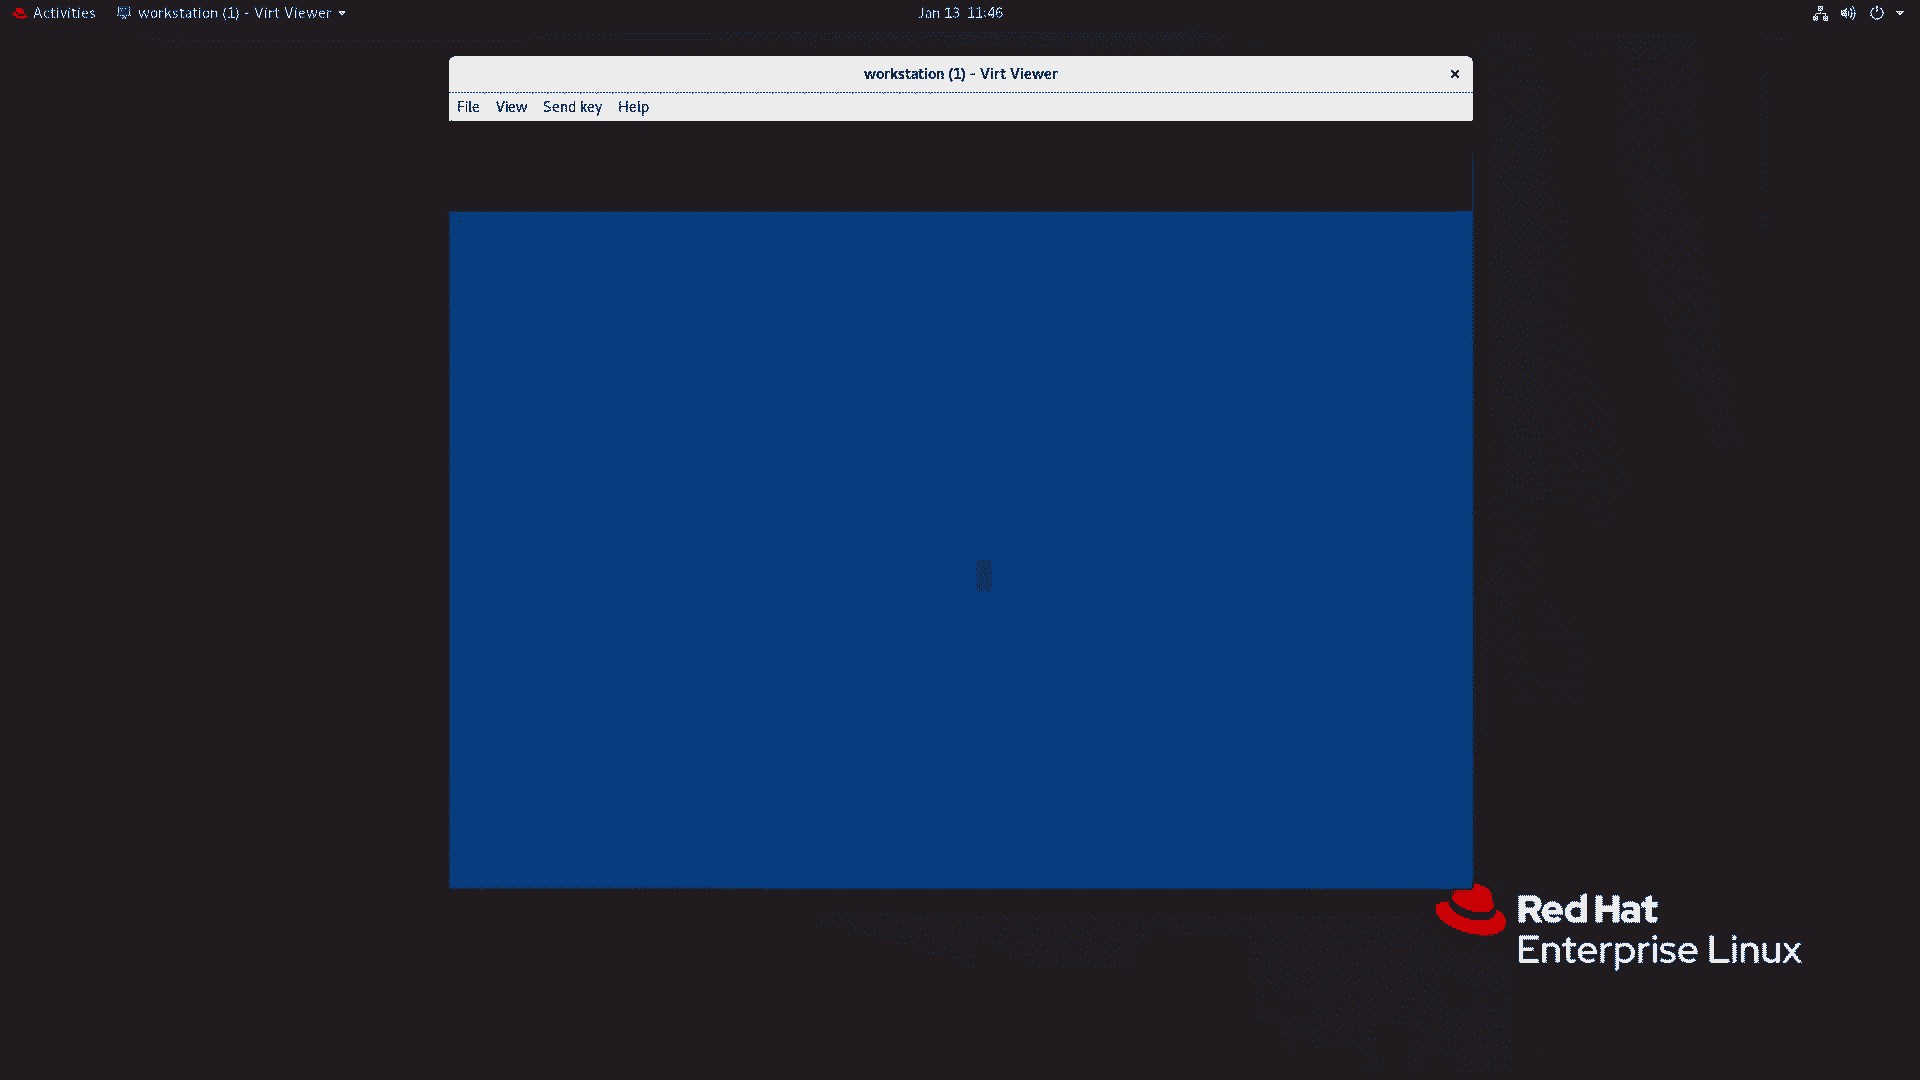 Activities workstation (1) - Virt Viewer Jan 13 11:46
workstation (1) - Virt Viewer
File View Send key Help
Red Hat
Enterprise Linux